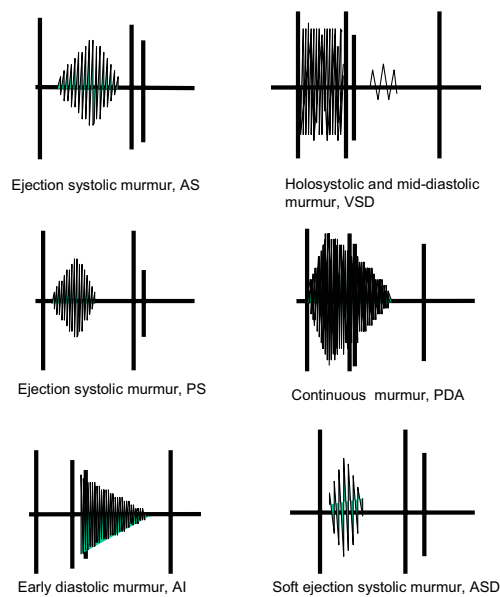 Ejection systolic murmur, AS
Holosystolic and mid-diastolic
murmur, VSD
Ejection systolic murmur, PS
Continuous murmur, PDA
Early diastolic murmur, AI
Soft ejection systolic murmur, ASD